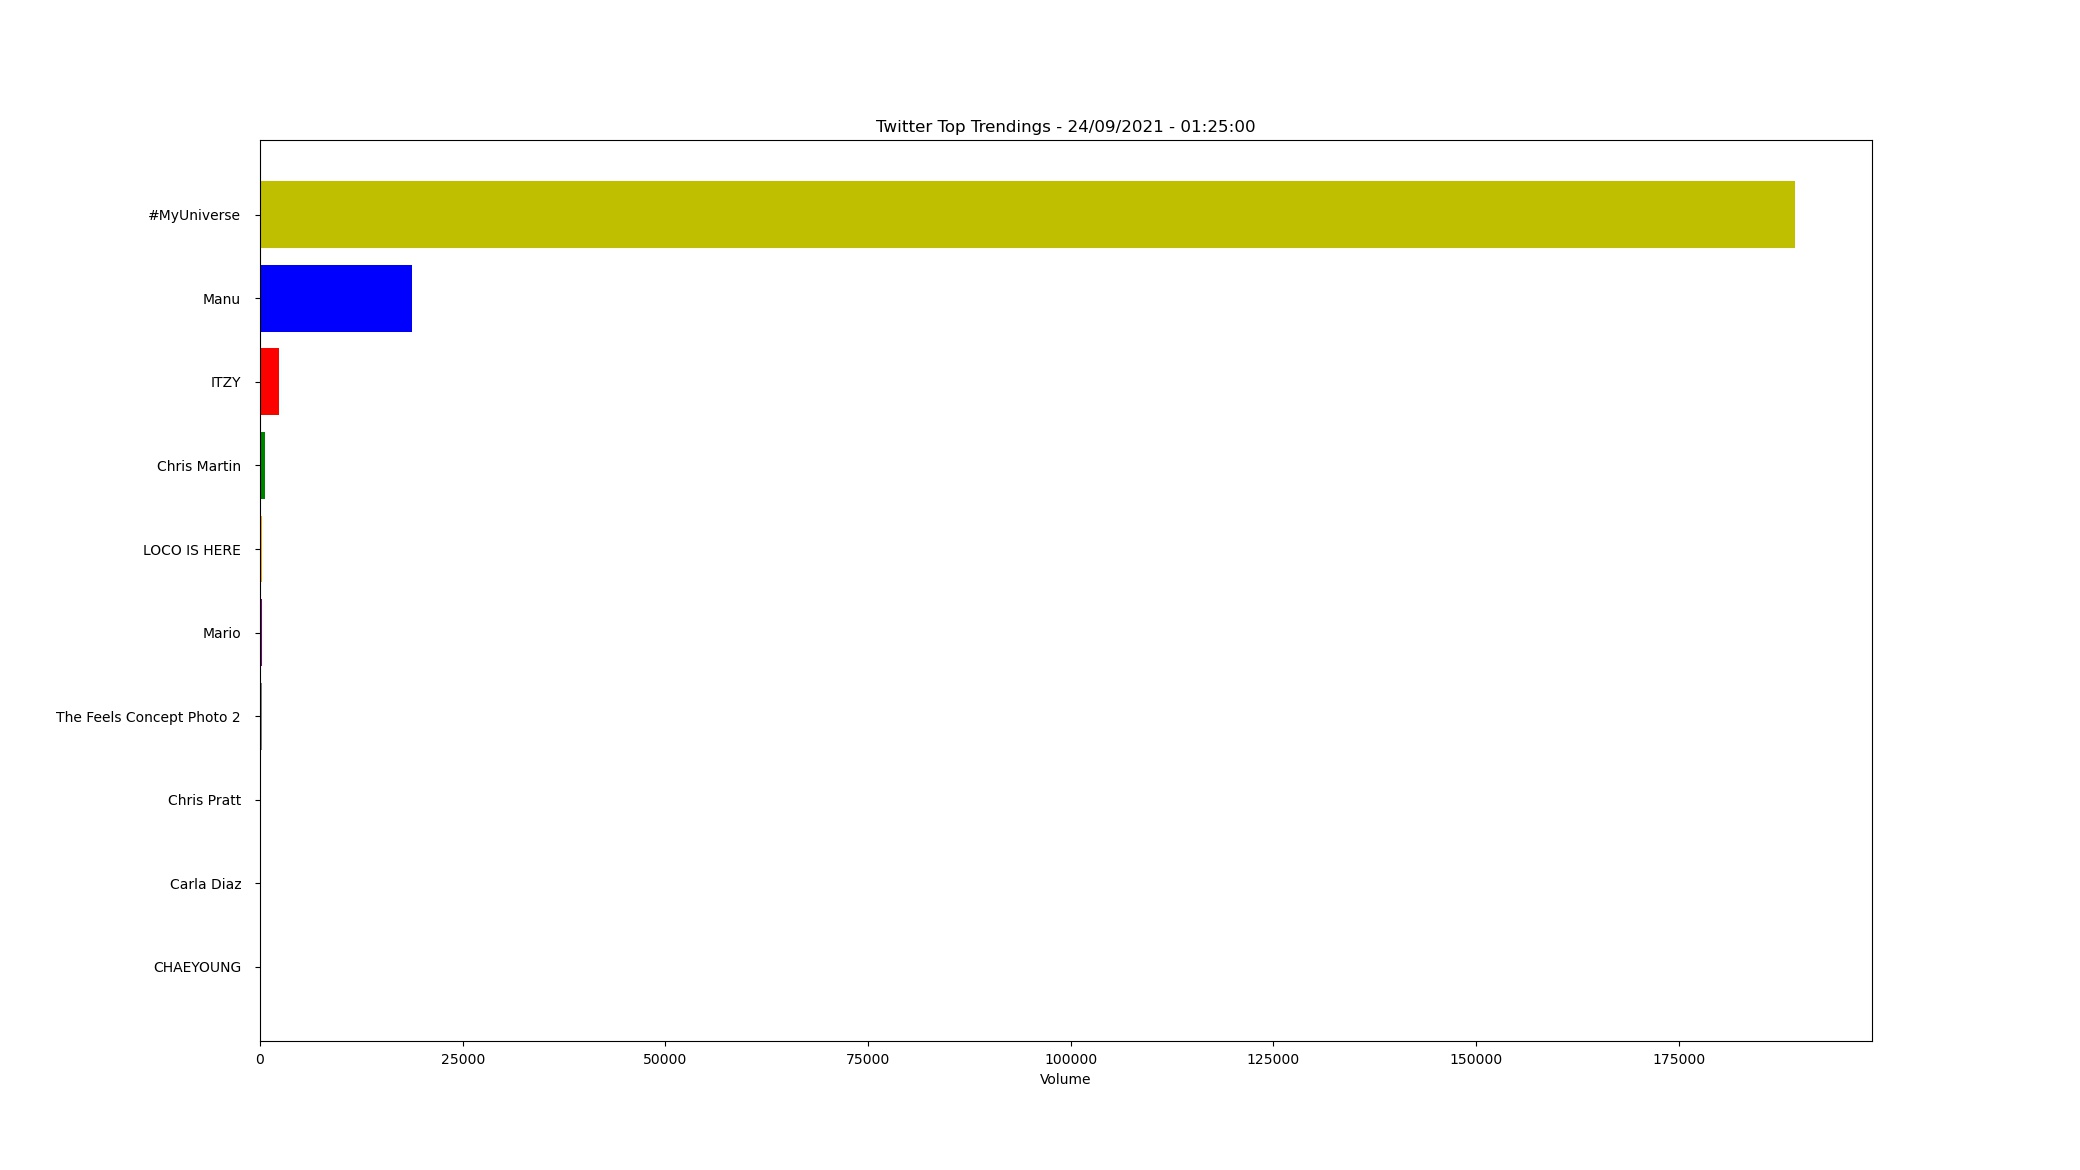 Twitter Top Trendings - 24/09/2021 - 01:25:00
#MyUniverse
Manu
ITZY
Chris Martin
LOCO IS HERE
Mario
The Feels Concept Photo 2
Chris Pratt
Carla Diaz
CHAEYOUNG
0 25000 50000 75000 100000 125000 150000 175000
Volume